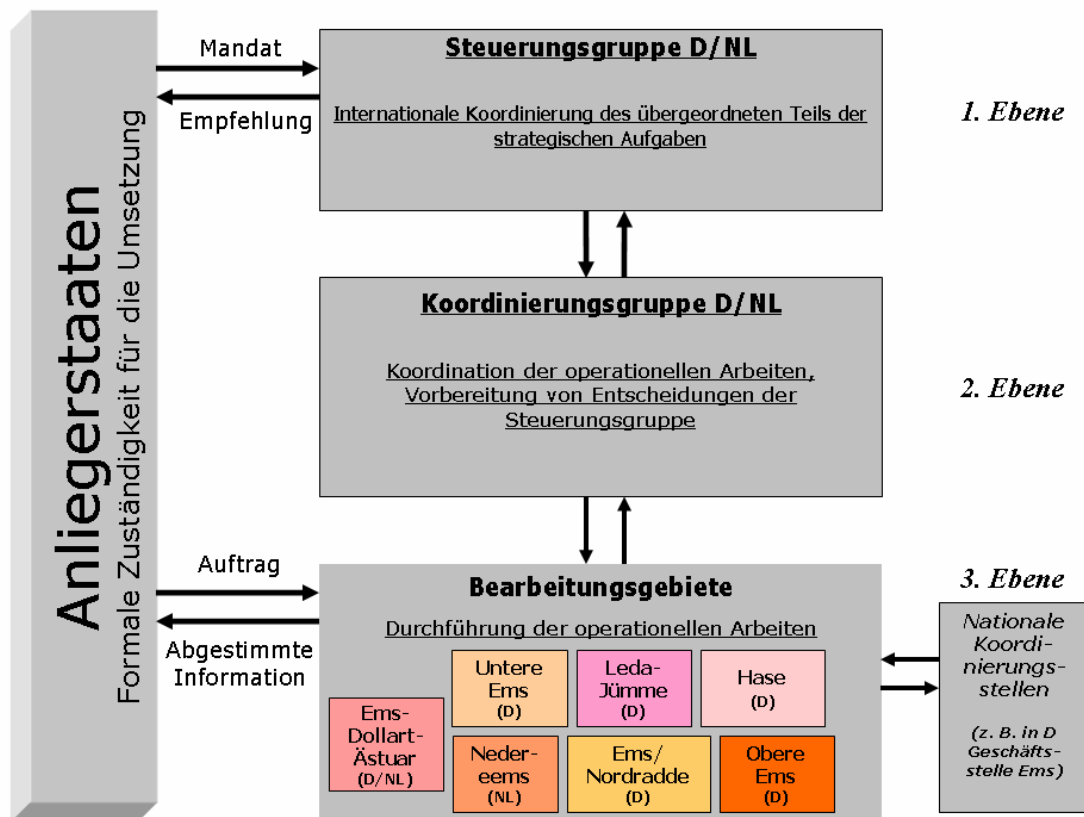 Anliegerstaaten
Formale Zuständigkeit für die Umsetzung
Mandat
Empfehlung
Steuerungsgruppe D/NL
Internationale Koordinierung des übergeordneten Teils der
strategischen Aufgaben
1. Ebene
Koordinierungsgruppe D/NL
Koordination der operationellen Arbeiten,
Vorbereitung von Entscheidungen der
Steuerungsgruppe
2. Ebene
Auftrag
Abgestimmte
Information
Bearbeitungsgebiete
Durchführung der operationellen Arbeiten
Ems-
Dollart-
Ästuar
(D/NL)
Untere
Ems
(D)
Leda-
Jümme
(D)
Hase
(D)
Neder-
eems
(NL)
Ems/
Nordradde
(D)
Obere
Ems
(D)
3. Ebene
Nationale
Koordi-
nierungs-
stellen
(z. B. in D
Geschäfts-
stelle Ems)